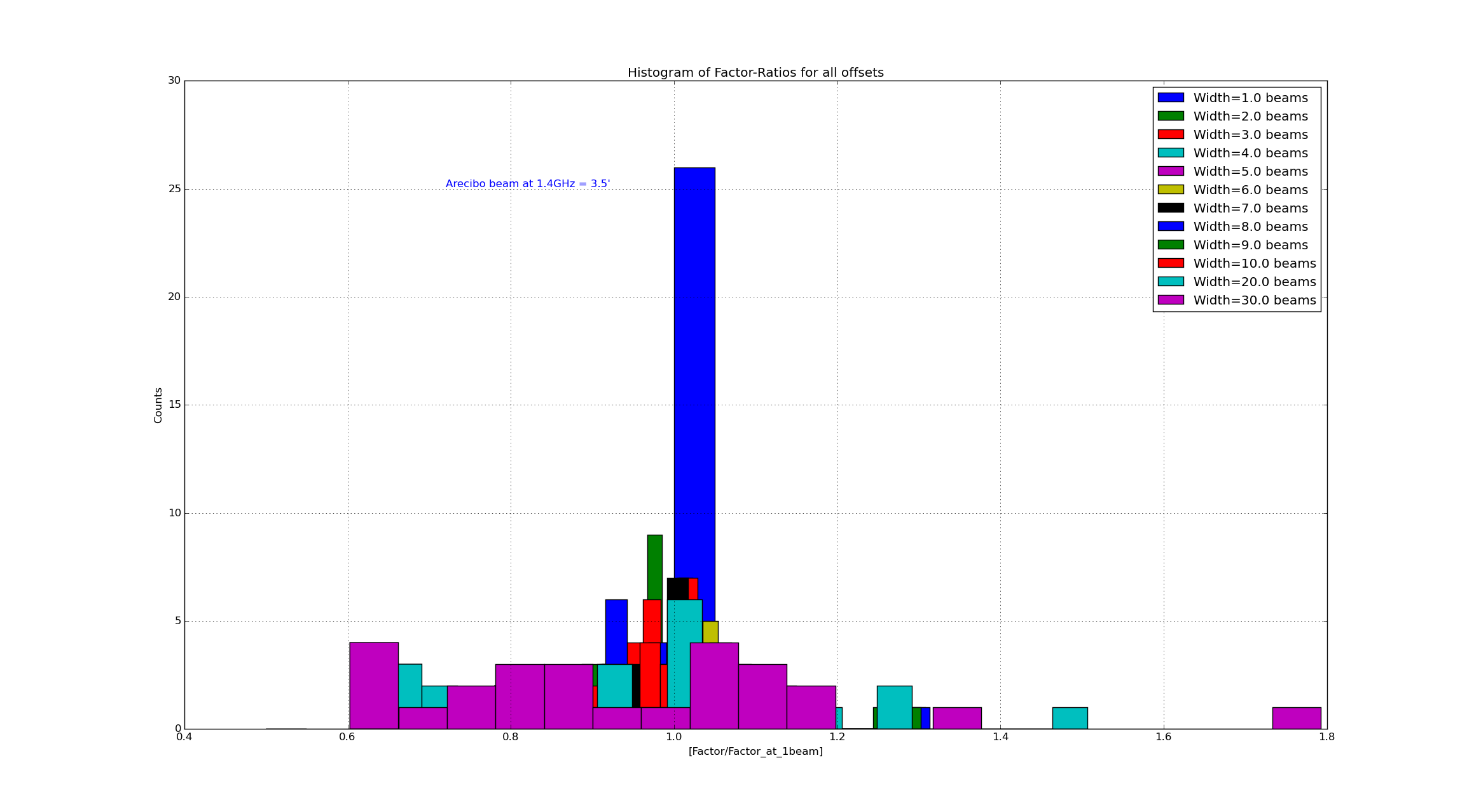 Histogram of Factor-Ratios for all offsets
30
25
20
15
10
5
0
Counts
Arecibo beam at 1.4GHz = 3.5'
Width=1.0 beams
Width=2.0 beams
Width=3.0 beams
Width=4.0 beams
Width=5.0 beams
Width=6.0 beams
Width=7.0 beams
Width=8.0 beams
Width=9.0 beams
Width=10.0 beams
Width=20.0 beams
Width=30.0 beams
0.4 0.6 0.8 1.0 1.2 1.4 1.6 1.8
[Factor/Factor_at_1beam]